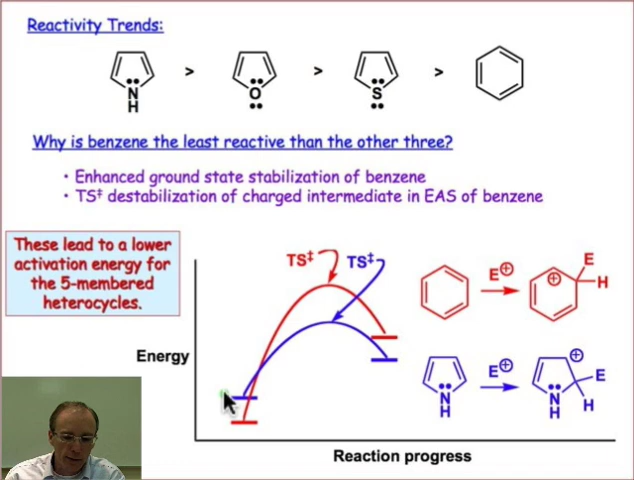 Reactivity Trends:
N
H
>
O
>
S
>
Why is benzene the least reactive than the other three?
• Enhanced ground state stabilization of benzene
• TS‡ destabilization of charged intermediate in EAS of benzene
These lead to a lower
activation energy for
the 5-membered
heterocycles.
TS‡
TS‡
E⊕
⊕
E
H
Energy
N
H
E⊕
⊕
N
H
E
H
Reaction progress